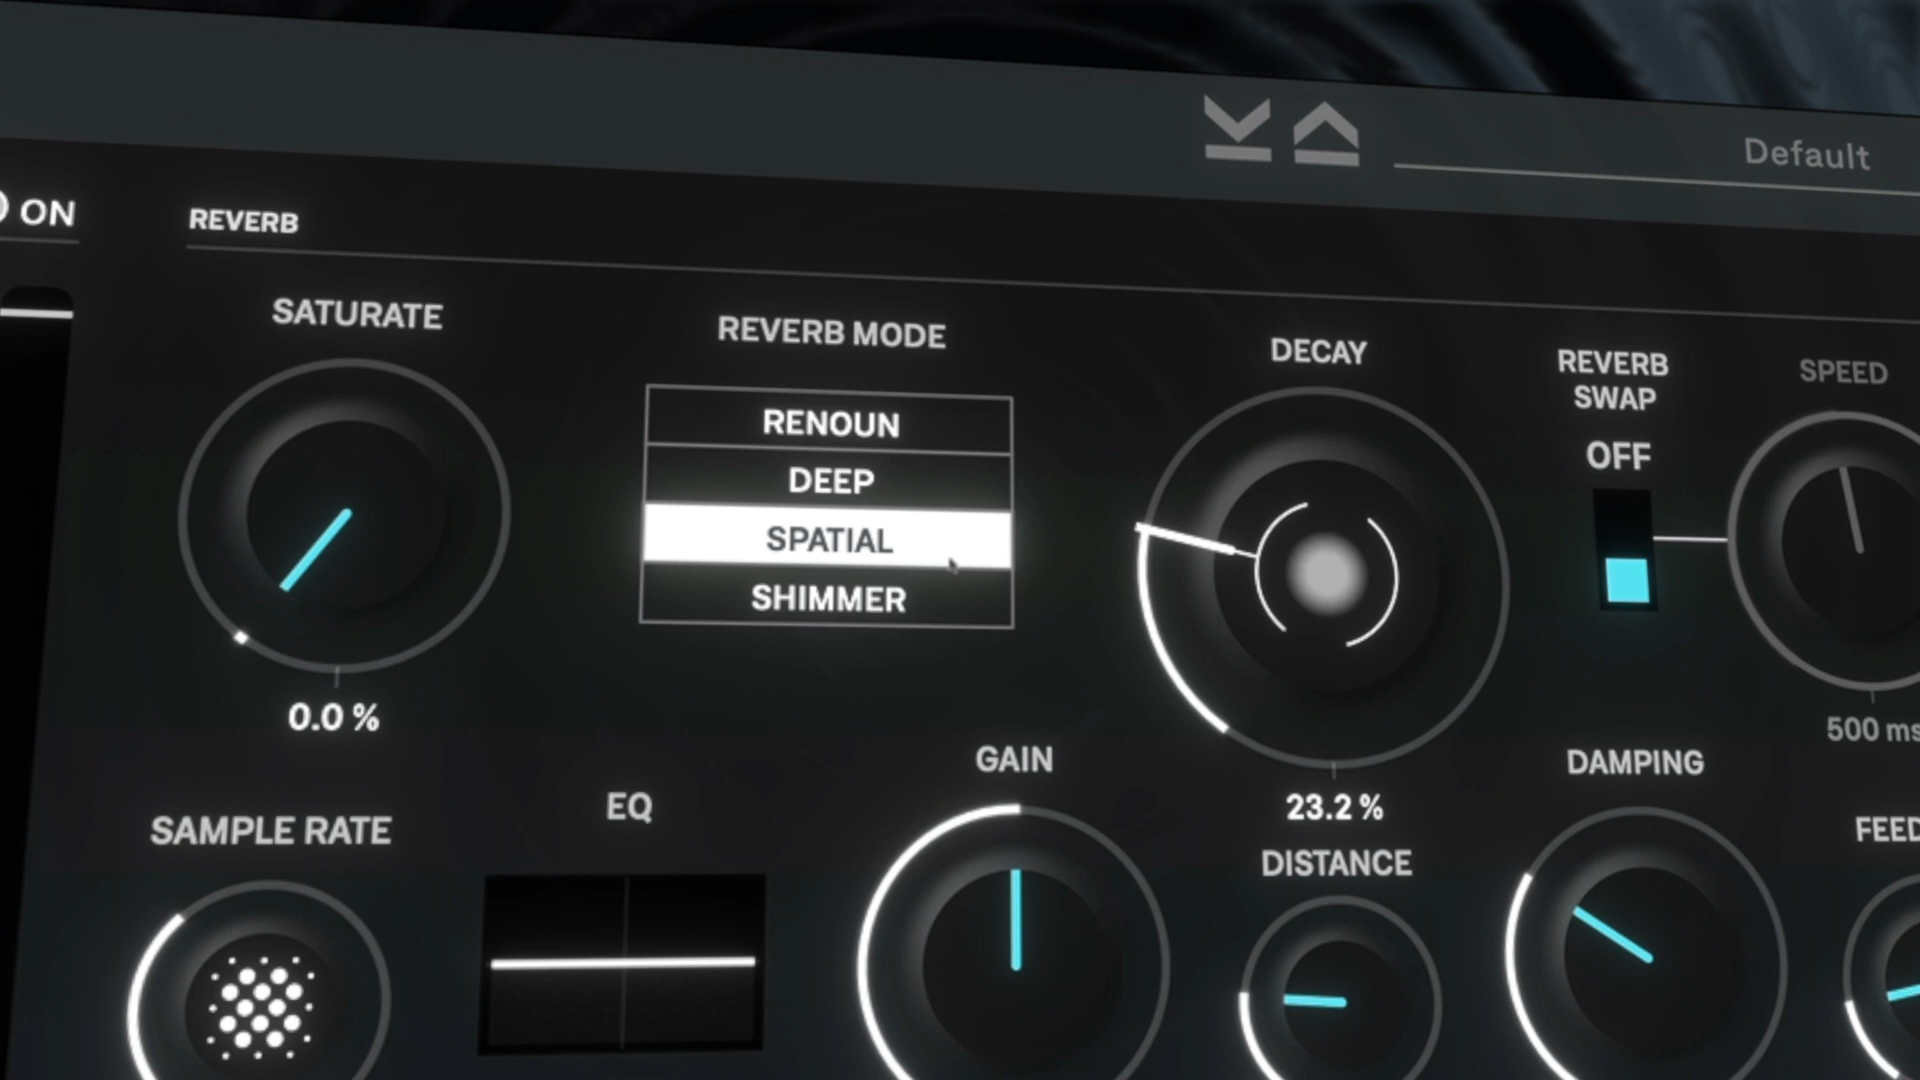 Default
ON
REVERB
SATURATE
REVERB MODE
DECAY
REVERB
SWAP
SPEED
RENOUN
DEEP
SPATIAL
SHIMMER
OFF
0.0 %
23.2 %
500 ms
SAMPLE RATE
EQ
GAIN
DISTANCE
DAMPING
FEED